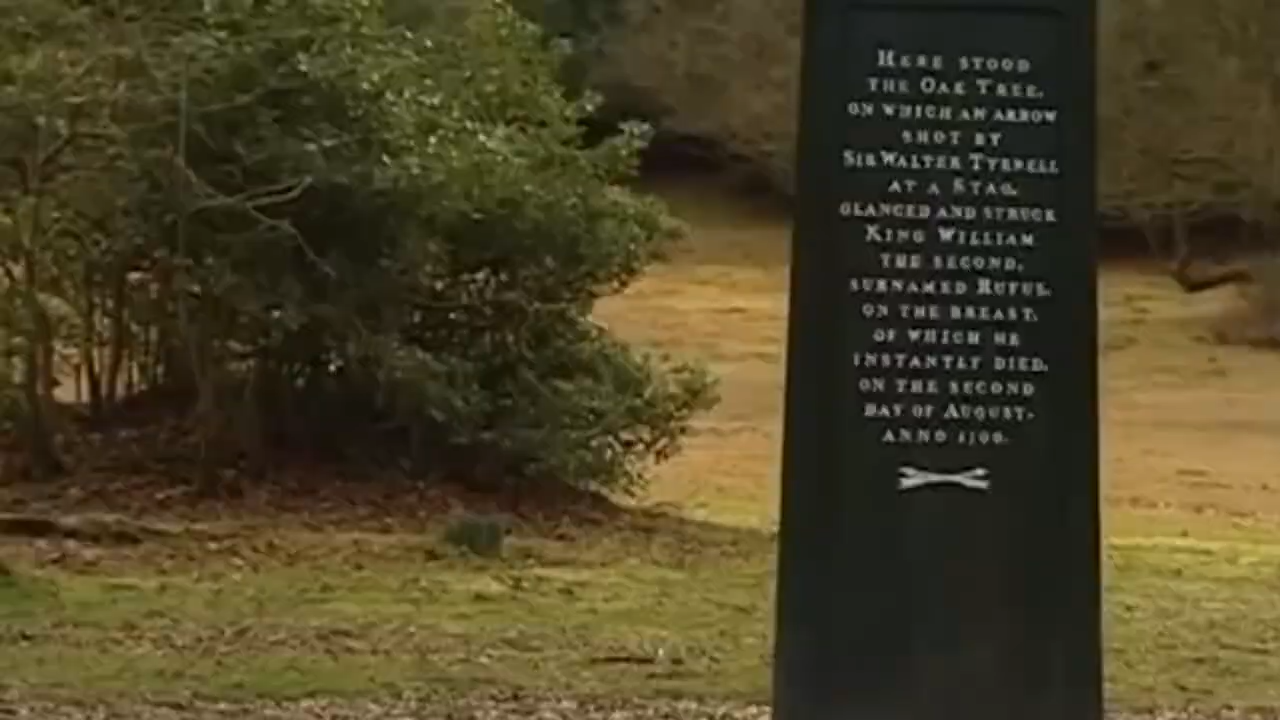 HERE STOOD
THE OAK TREE,
ON WHICH AN ARROW
SHOT BY
SIR WALTER TYRRELL
AT A STAG,
GLANCED AND STRUCK
KING WILLIAM
THE SECOND,
SURNAMED RUFUS,
ON THE BREAST,
OF WHICH HE
INSTANTLY DIED,
ON THE SECOND
DAY OF AUGUST,
ANNO 1100.